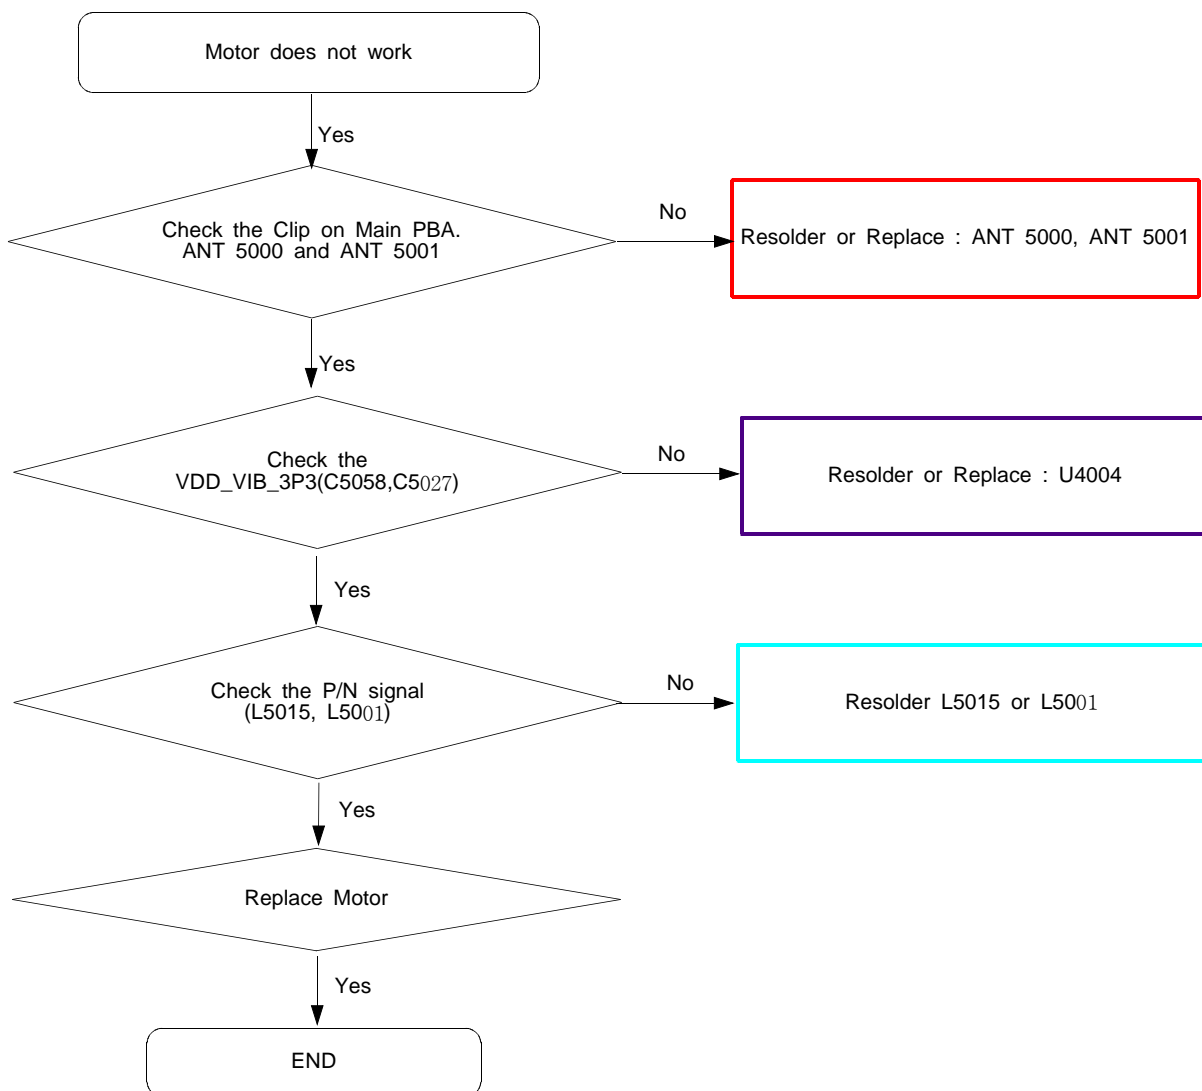 Motor does not work
Yes
Check the Clip on Main PBA.
ANT 5000 and ANT 5001
No
Resolder or Replace : ANT 5000, ANT 5001
Yes
Check the
VDD_VIB_3P3(C5058,C5027)
No
Resolder or Replace : U4004
Yes
Check the P/N signal
(L5015, L5001)
No
Resolder L5015 or L5001
Yes
Replace Motor
Yes
END